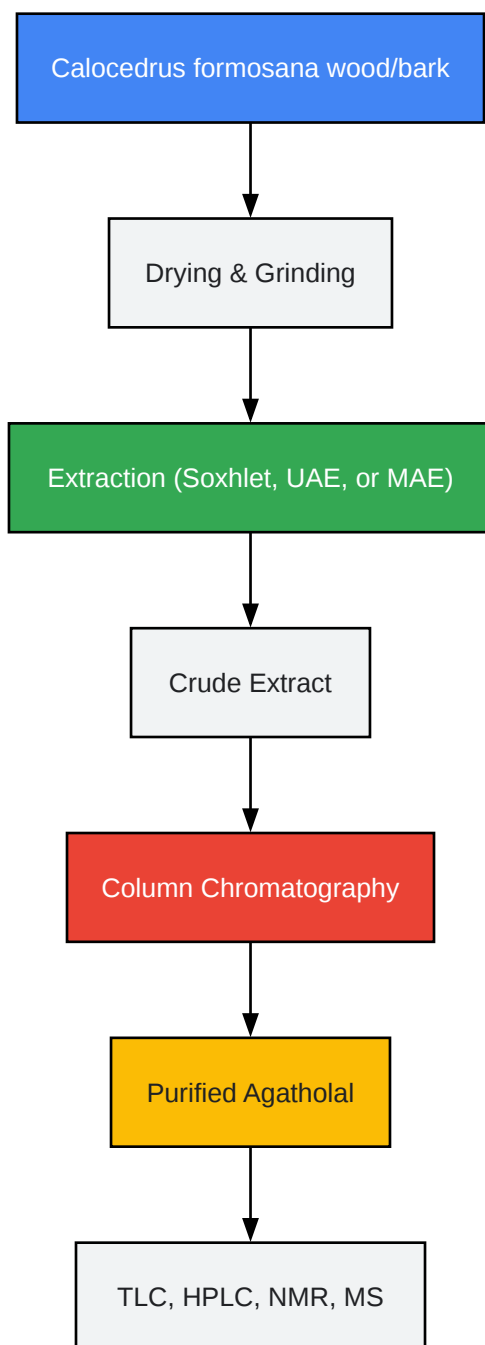 Calocedrus formosana wood/bark
Drying & Grinding
Extraction (Soxhlet, UAE, or MAE)
Crude Extract
Column Chromatography
Purified Agatholal
TLC, HPLC, NMR, MS